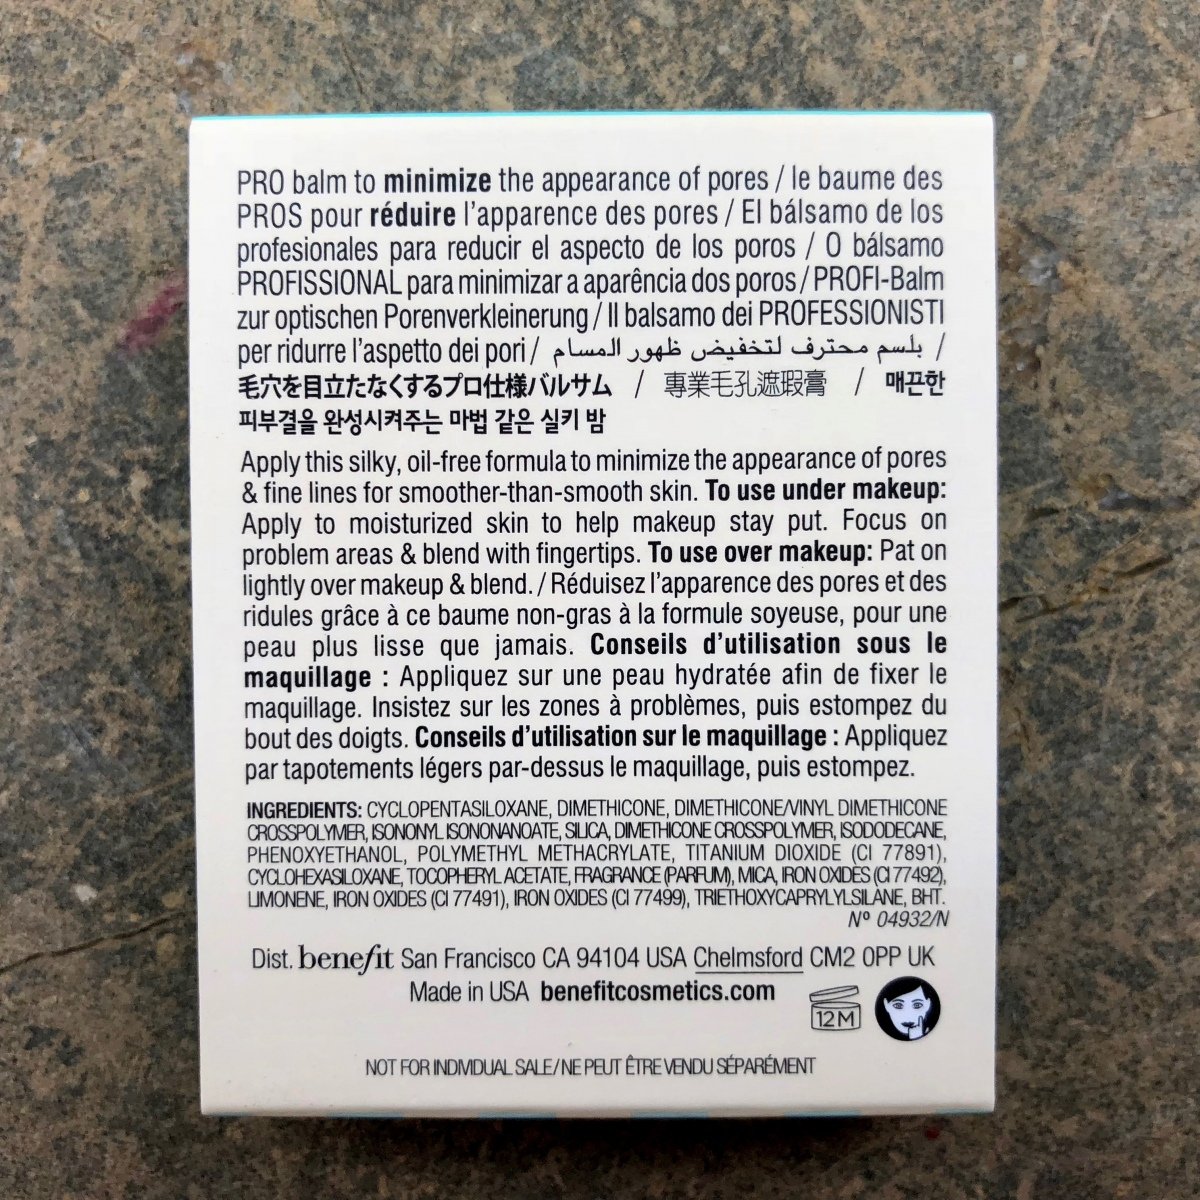 PRO balm to minimize the appearance of pores / le baume des
PROS pour réduire l'apparence des pores / El bálsamo de los
profesionales para reducir el aspecto de los poros / O bálsamo
PROFISSIONAL para minimizar a aparência dos poros / PROFI-Balm
zur optischen Porenverkleinerung / Il balsamo dei PROFESSIONISTI
per ridurre l'aspetto dei pori / بلسم محترف لتخفيض ظهور المسام /
毛穴を目立たなくするプロ仕様バルサム / 專業毛孔遮瑕膏 / 매끈한
피부결을 완성시켜주는 마법 같은 실키 밤
Apply this silky, oil-free formula to minimize the appearance of pores
& fine lines for smoother-than-smooth skin. To use under makeup:
Apply to moisturized skin to help makeup stay put. Focus on
problem areas & blend with fingertips. To use over makeup: Pat on
lightly over makeup & blend. / Réduisez l'apparence des pores et des
ridules grâce à ce baume non-gras à la formule soyeuse, pour une
peau plus lisse que jamais. Conseils d'utilisation sous le
maquillage : Appliquez sur une peau hydratée afin de fixer le
maquillage. Insistez sur les zones à problèmes, puis estompez du
bout des doigts. Conseils d'utilisation sur le maquillage : Appliquez
par tapotements légers par-dessus le maquillage, puis estompez.
INGREDIENTS: CYCLOPENTASILOXANE, DIMETHICONE, DIMETHICONE/VINYL DIMETHICONE
CROSSPOLYMER, ISONONYL ISONONANOATE, SILICA, DIMETHICONE CROSSPOLYMER, ISODODECANE,
PHENOXYETHANOL, POLYMETHYL METHACRYLATE, TITANIUM DIOXIDE (CI 77891),
CYCLOHEXASILOXANE, TOCOPHERYL ACETATE, FRAGRANCE (PARFUM), MICA, IRON OXIDES (CI 77492),
LIMONENE, IRON OXIDES (CI 77491), IRON OXIDES (CI 77499), TRIETHOXYCAPRYLYLSILANE, BHT.
Nº 04932/N
Dist. benefit San Francisco CA 94104 USA Chelmsford CM2 0PP UK
Made in USA benefitcosmetics.com
12M
NOT FOR INDIVIDUAL SALE/NE PEUT ÊTRE VENDU SÉPARÉMENT